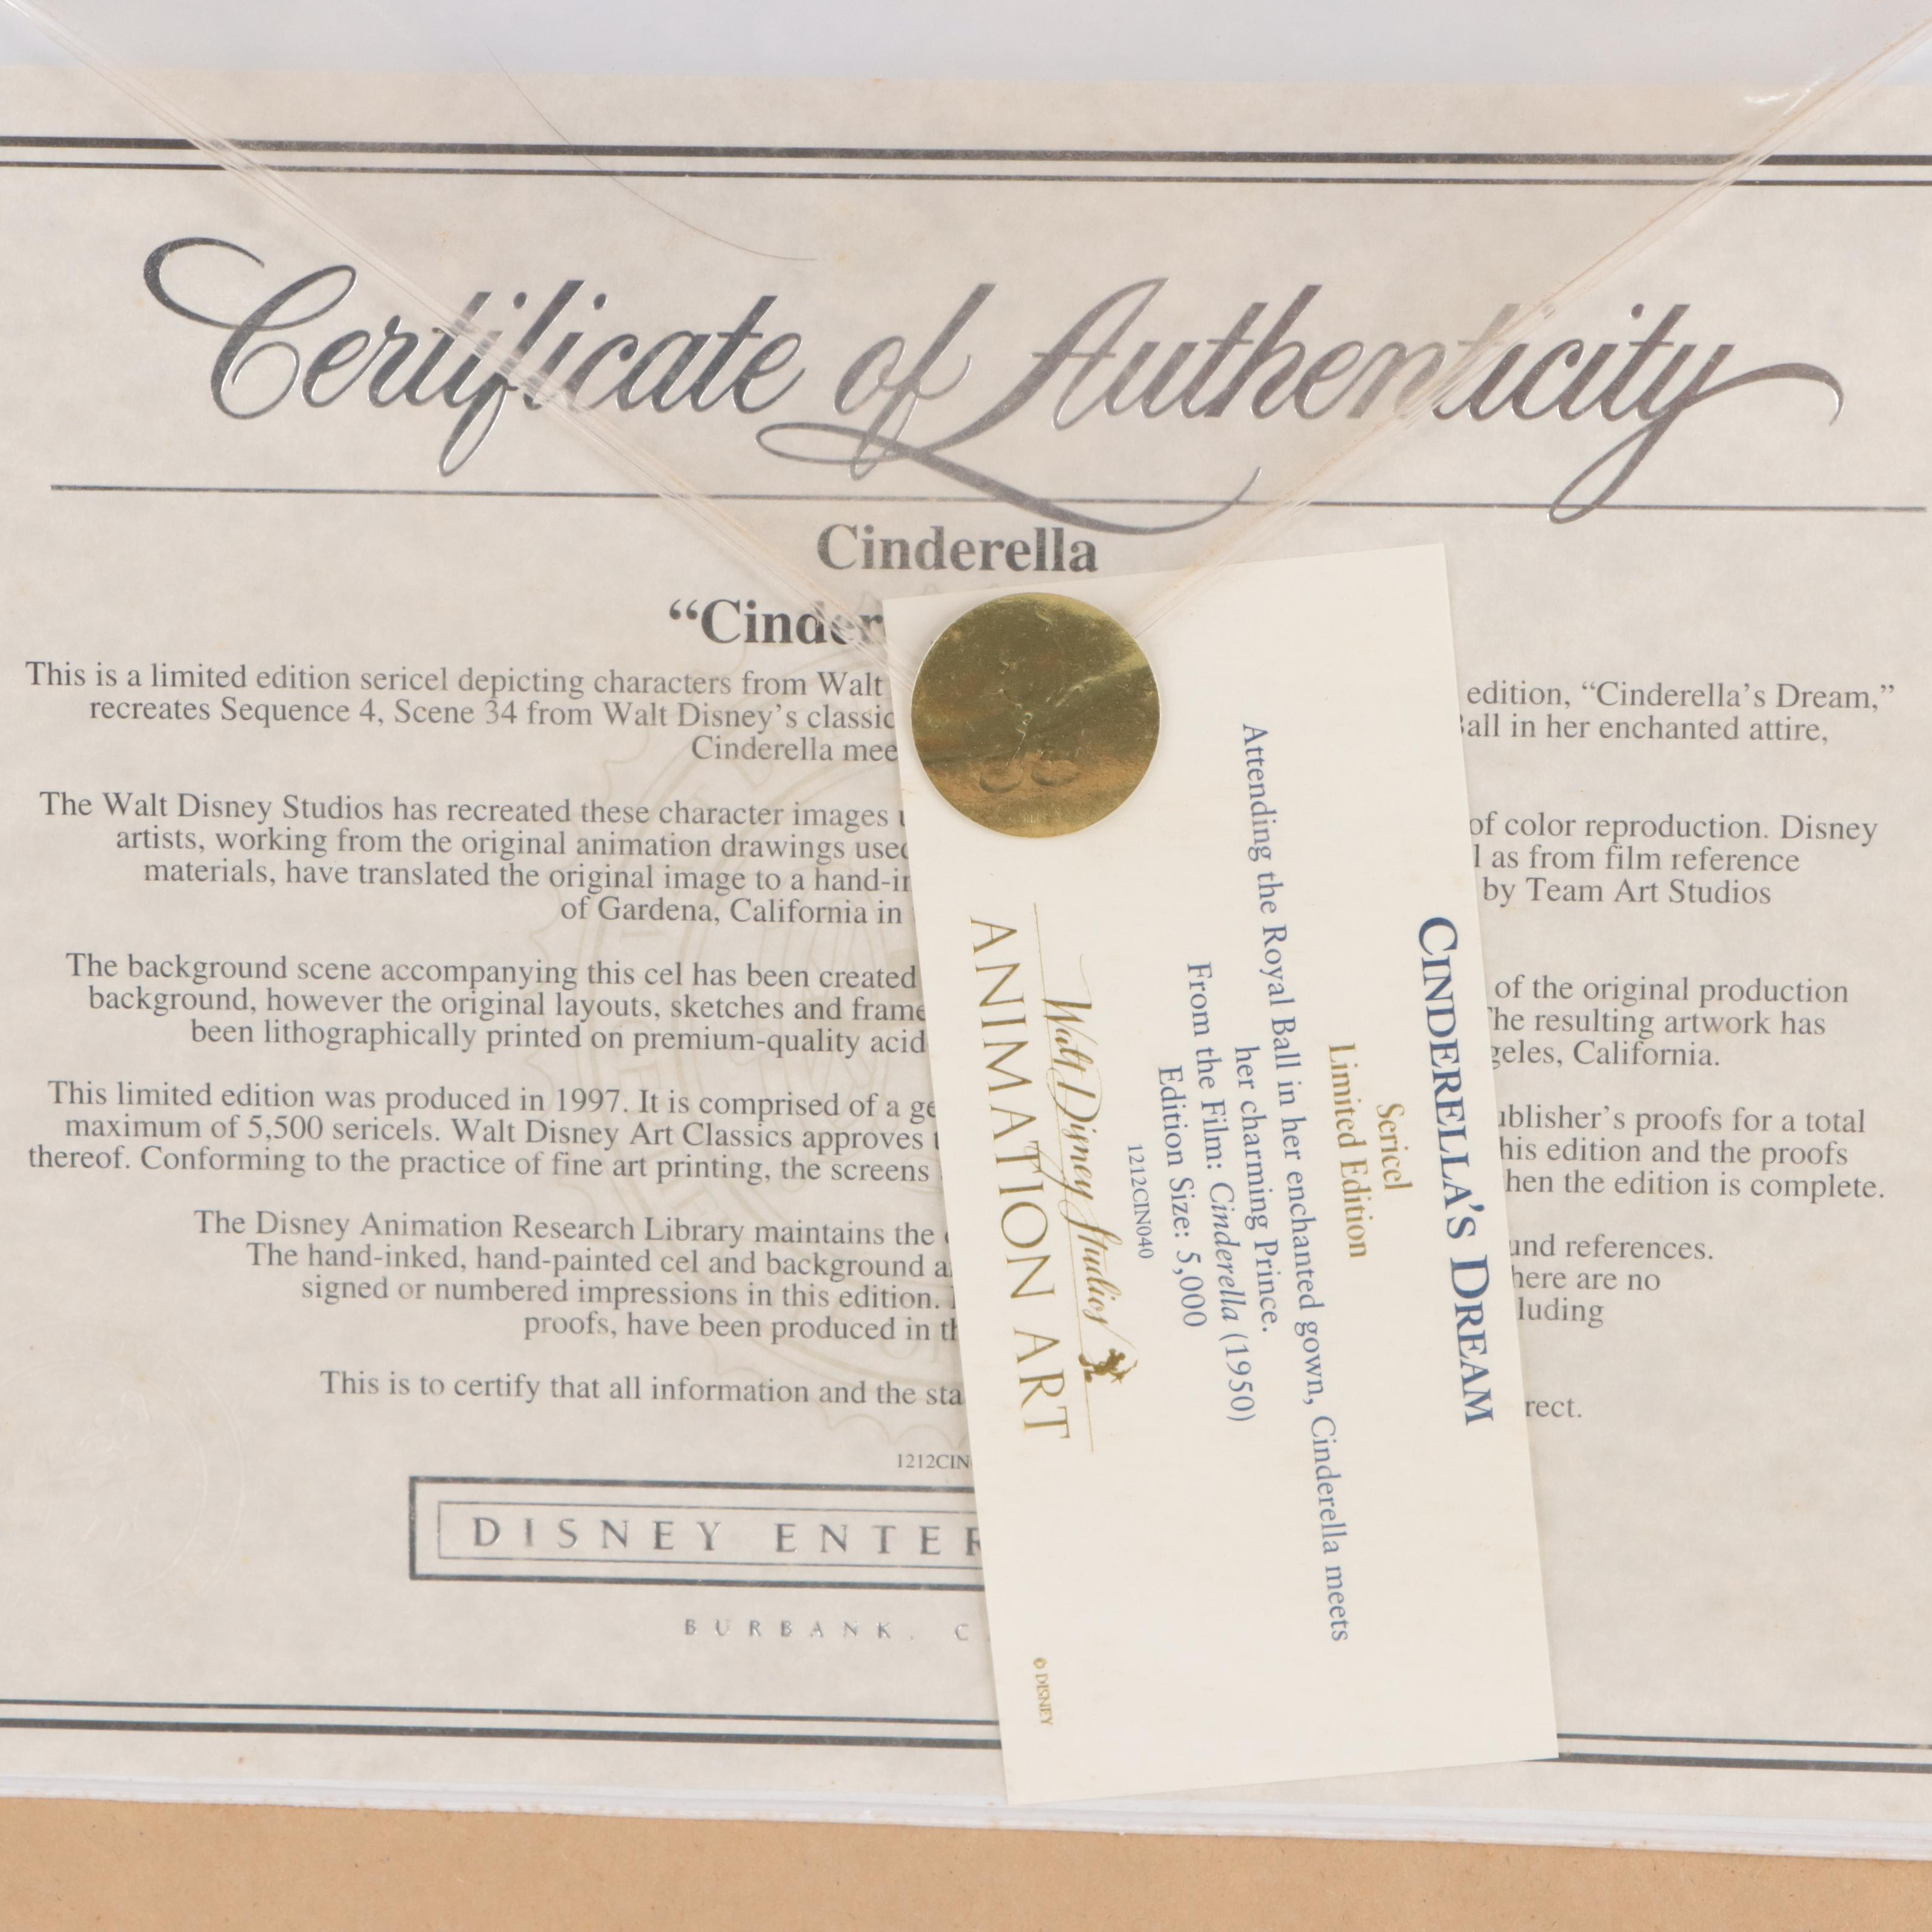 Certificate of Authenticity
Cinderella
“Cinder
This is a limited edition sericel depicting characters from Walt
edition, “Cinderella’s Dream,”
recreates Sequence 4, Scene 34 from Walt Disney’s classic
Ball in her enchanted attire,
Cinderella mee
The Walt Disney Studios has recreated these character images
of color reproduction. Disney
artists, working from the original animation drawings used
as from film reference
materials, have translated the original image to a hand-in
by Team Art Studios
of Gardena, California in
The background scene accompanying this cel has been created
of the original production
background, however the original layouts, sketches and frame
The resulting artwork has
been lithographically printed on premium-quality acid
geles, California.
This limited edition was produced in 1997. It is comprised of a ge
ublisher’s proofs for a total
maximum of 5,500 sericels. Walt Disney Art Classics approves
his edition and the proofs
thereof. Conforming to the practice of fine art printing, the screens
hen the edition is complete.
The Disney Animation Research Library maintains the
und references.
The hand-inked, hand-painted cel and background a
here are no
signed or numbered impressions in this edition.
luding
proofs, have been produced in th
This is to certify that all information and the sta
rect.
1212CIN
DISNEY ENTER
BURBANK, C
CINDERELLA’S DREAM
Sericel
Limited Edition
Attending the Royal Ball in her enchanted gown, Cinderella meets
her charming Prince.
From the Film: Cinderella (1950)
Edition Size: 5,000
1212CIN040
Walt Disney Studios
ANIMATION ART
© DISNEY